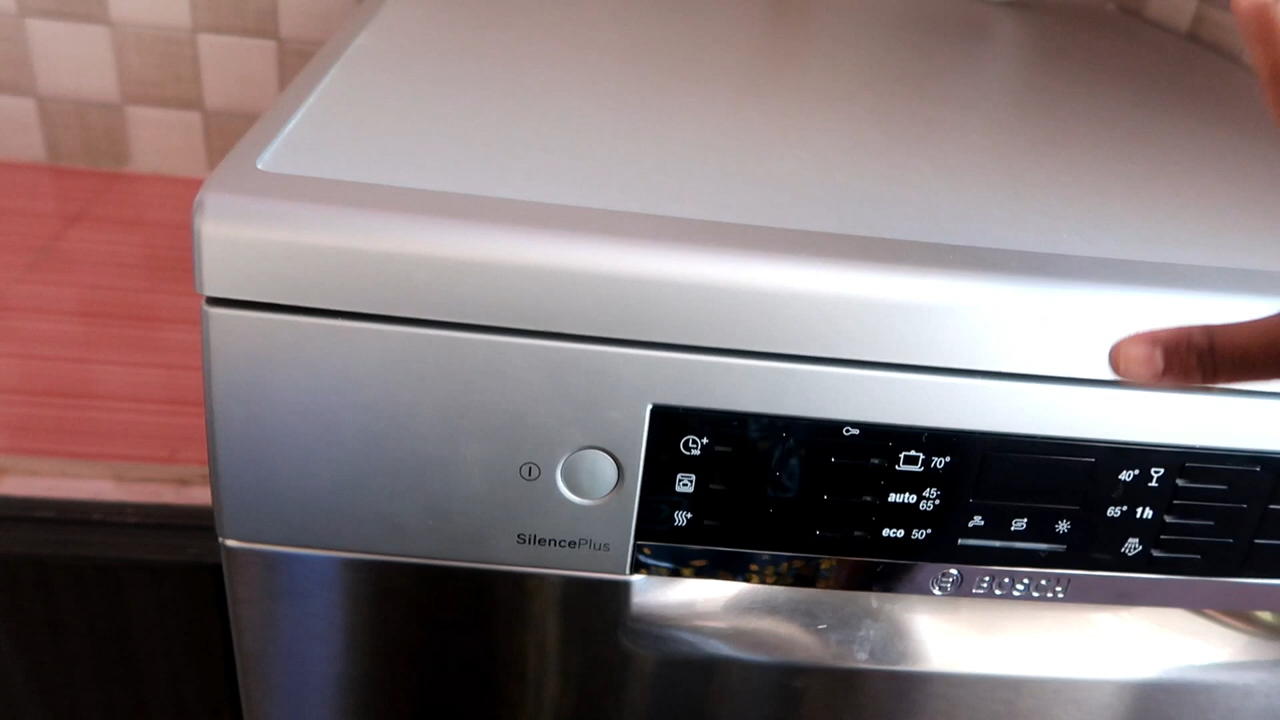 SilencePlus
70°
auto 45-
65°
eco 50°
40°
65° 1h
BOSCH